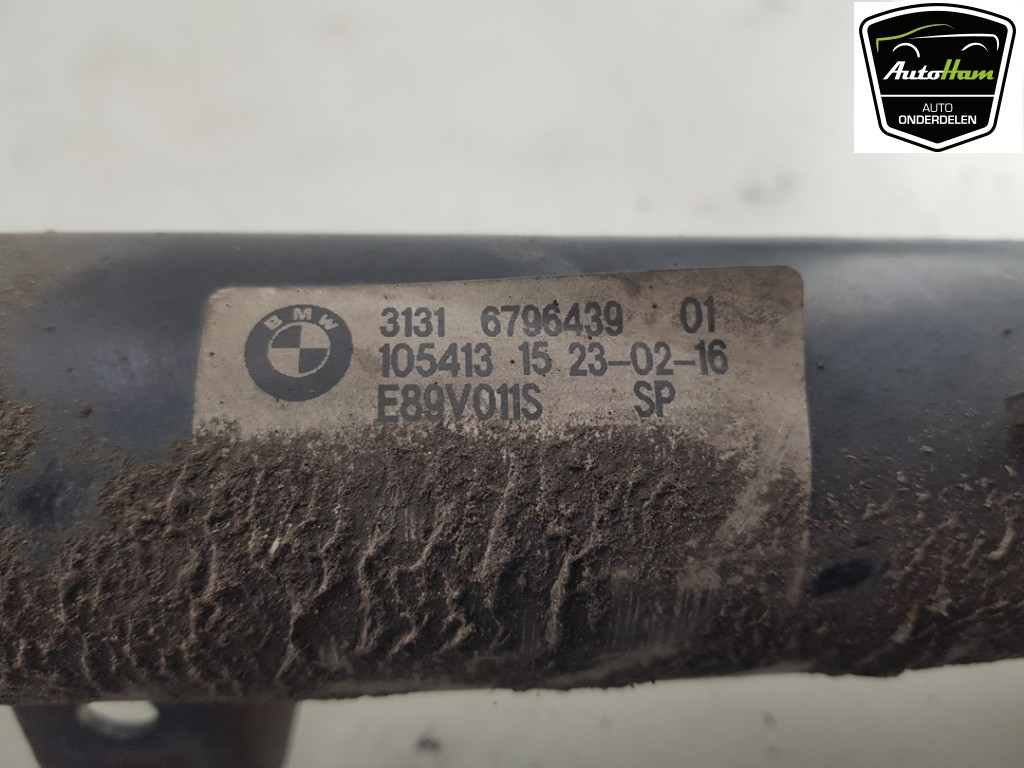 AutoHam
AUTO
ONDERDELEN
BMW
3131 6796439 01
105413 15 23-02-16
E89V011S SP